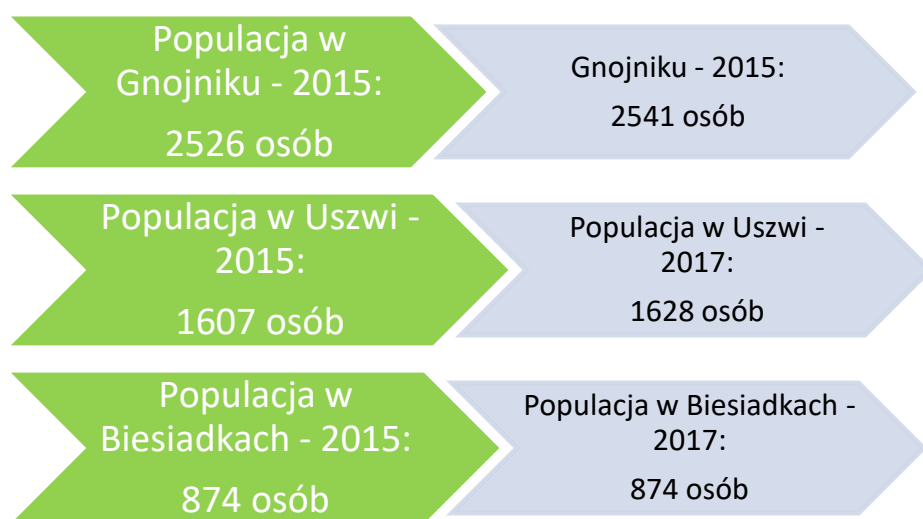 Populacja w
Gnojniku - 2015:
2526 osób
Gnojniku - 2015:
2541 osób
Populacja w Uszwi -
2015:
1607 osób
Populacja w Uszwi -
2017:
1628 osób
Populacja w
Biesiadkach - 2015:
874 osób
Populacja w Biesiadkach -
2017:
874 osób